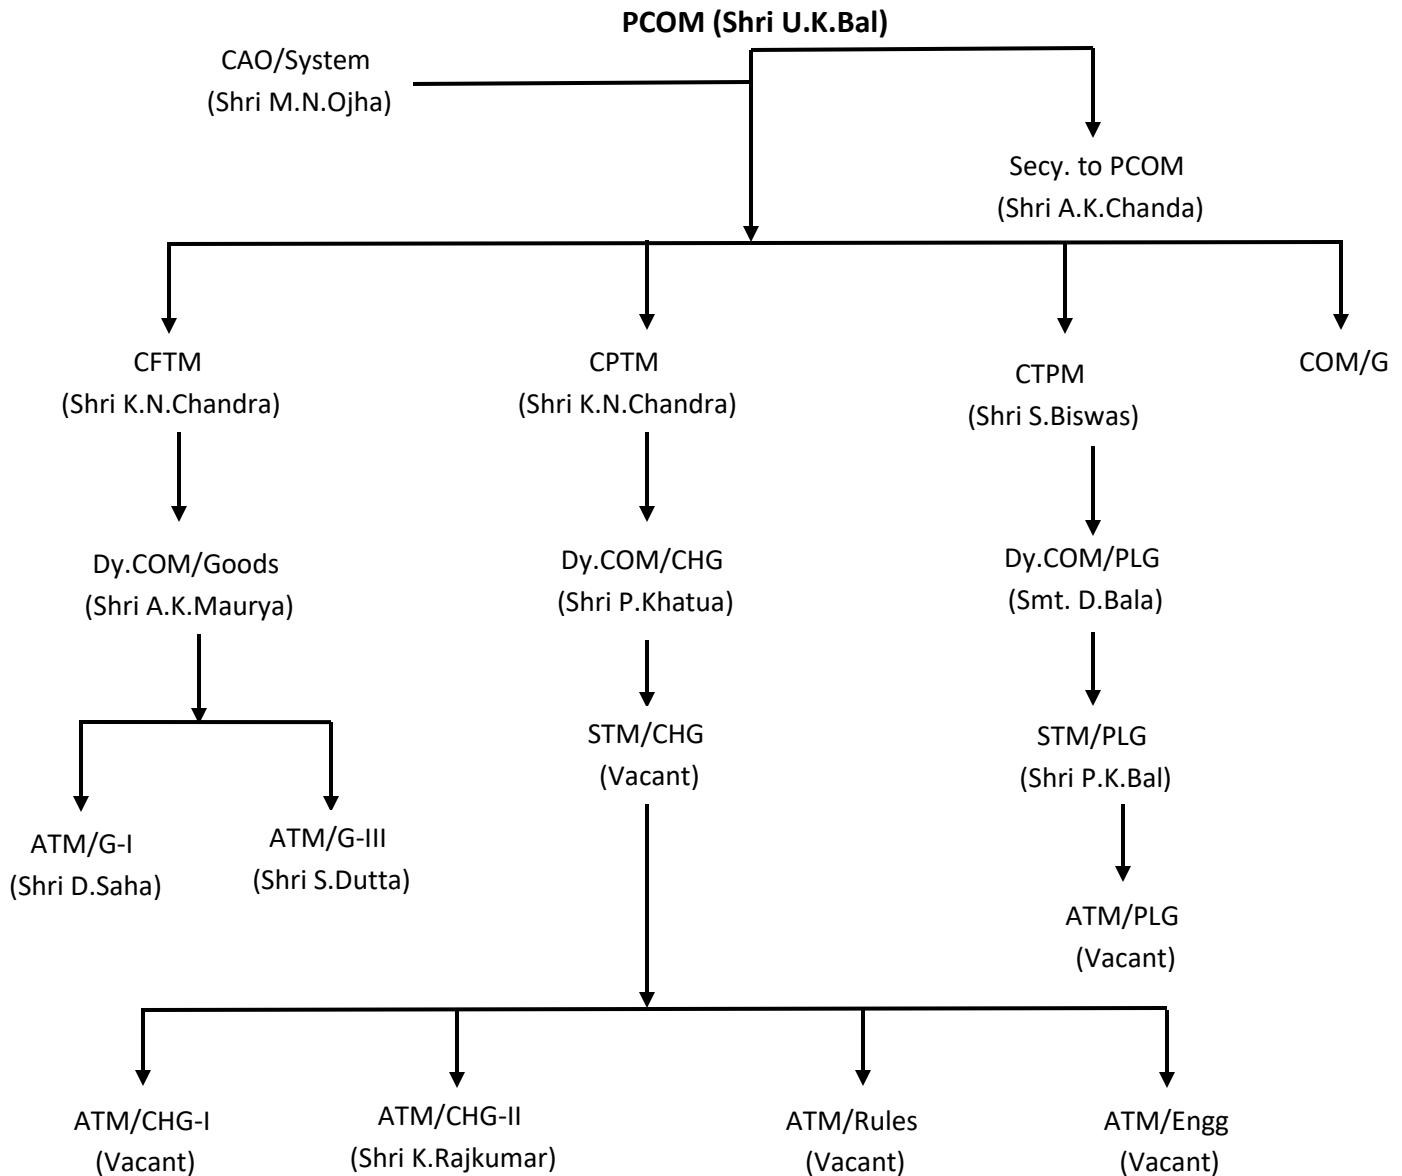 PCOM (Shri U.K.Bal)
CAO/System
(Shri M.N.Ojha)
Secy. to PCOM
(Shri A.K.Chanda)
CFTM
(Shri K.N.Chandra)
CPTM
(Shri K.N.Chandra)
CTPM
(Shri S.Biswas)
COM/G
Dy.COM/Goods
(Shri A.K.Maurya)
Dy.COM/CHG
(Shri P.Khatua)
Dy.COM/PLG
(Smt. D.Bala)
STM/CHG
(Vacant)
STM/PLG
(Shri P.K.Bal)
ATM/G-I
(Shri D.Saha)
ATM/G-III
(Shri S.Dutta)
ATM/PLG
(Vacant)
ATM/CHG-I
(Vacant)
ATM/CHG-II
(Shri K.Rajkumar)
ATM/Rules
(Vacant)
ATM/Engg
(Vacant)